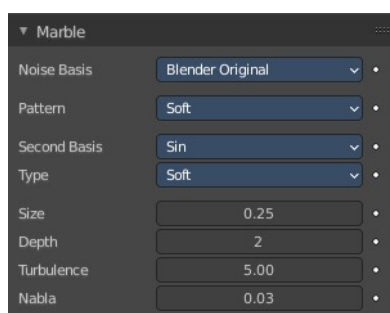 Marble
Noise Basis Blender Original
Pattern Soft
Second Basis Sin
Type Soft
Size 0.25
Depth 2
Turbulence 5.00
Nabla 0.03